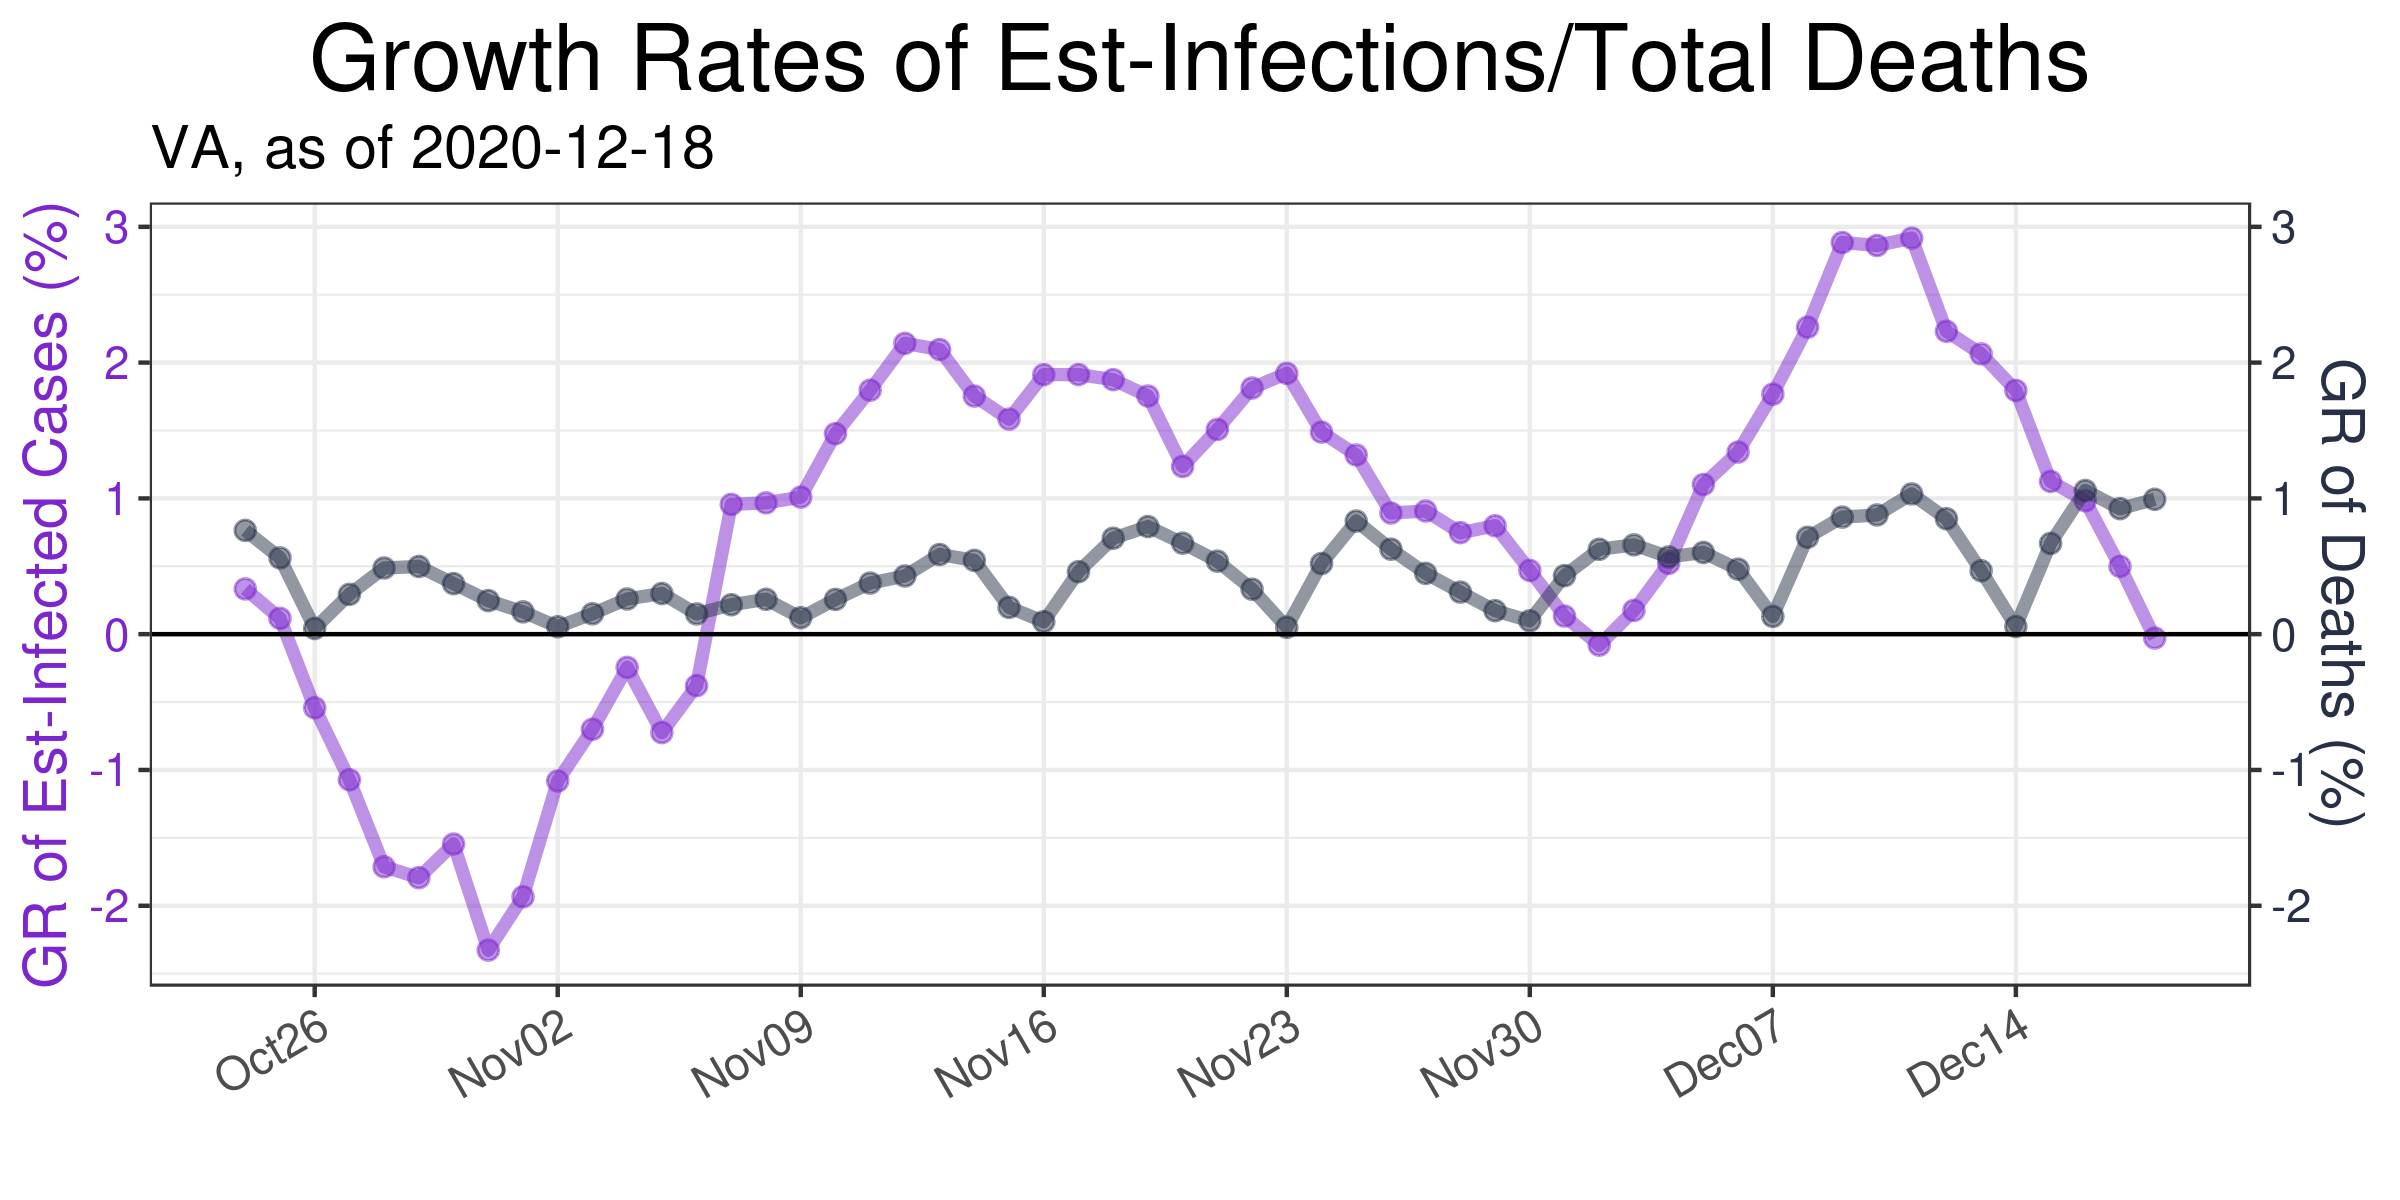 Growth Rates of Est-Infections/Total Deaths
VA, as of 2020-12-18
GR of Est-Infected Cases (%)
3
2
1
0
-1
-2
3
2
1
0
-1
-2
GR of Deaths (%)
Oct26
Nov02
Nov09
Nov16
Nov23
Nov30
Dec07
Dec14